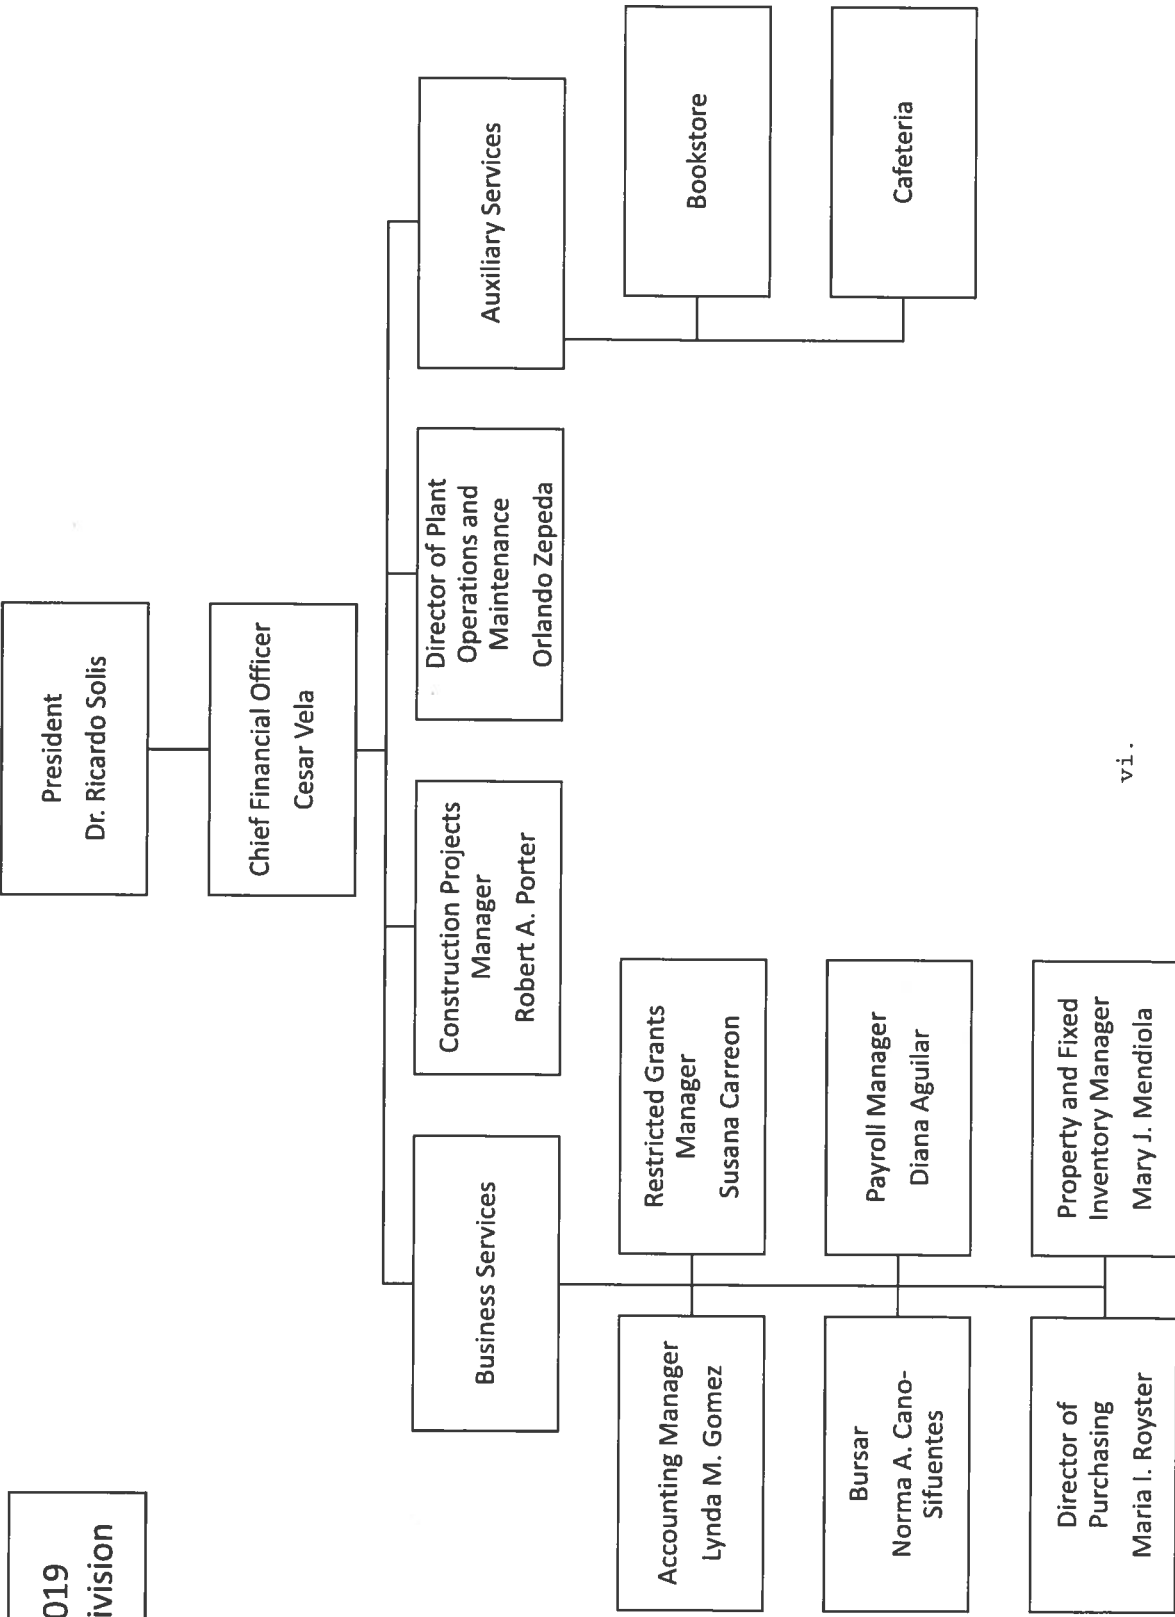 019
ivision
President
Dr. Ricardo Solis
Chief Financial Officer
Cesar Vela
Business Services
Construction Projects
Manager
Robert A. Porter
Director of Plant
Operations and
Maintenance
Orlando Zepeda
Auxiliary Services
Accounting Manager
Lynda M. Gomez
Restricted Grants
Manager
Susana Carreon
Bursar
Norma A. Cano-
Sifuentes
Payroll Manager
Diana Aguilar
Director of
Purchasing
Maria I. Royster
Property and Fixed
Inventory Manager
Mary J. Mendiola
Bookstore
Cafeteria
vi.